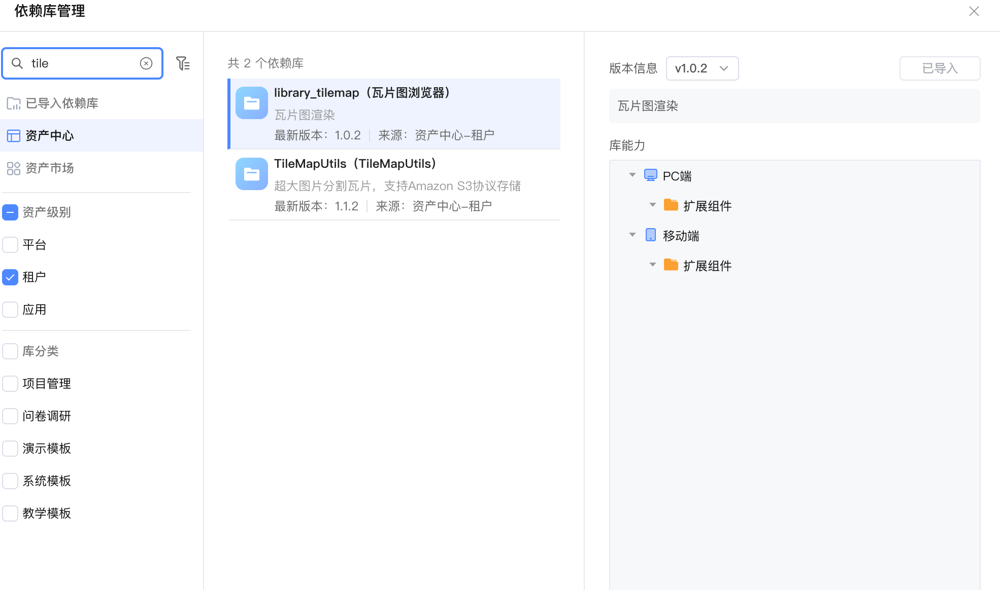 依赖库管理
tile
已导入依赖库
资产中心
资产市场
资产级别
平台
租户
应用
库分类
项目管理
问卷调研
演示模板
系统模板
教学模板
共 2 个依赖库
library_tilemap（瓦片图浏览器）
瓦片图渲染
最新版本：1.0.2 | 来源：资产中心-租户
TileMapUtils（TileMapUtils）
超大图片分割瓦片，支持Amazon S3协议存储
最新版本：1.1.2 | 来源：资产中心-租户
版本信息 v1.0.2 已导入
瓦片图渲染
库能力
PC端
扩展组件
移动端
扩展组件